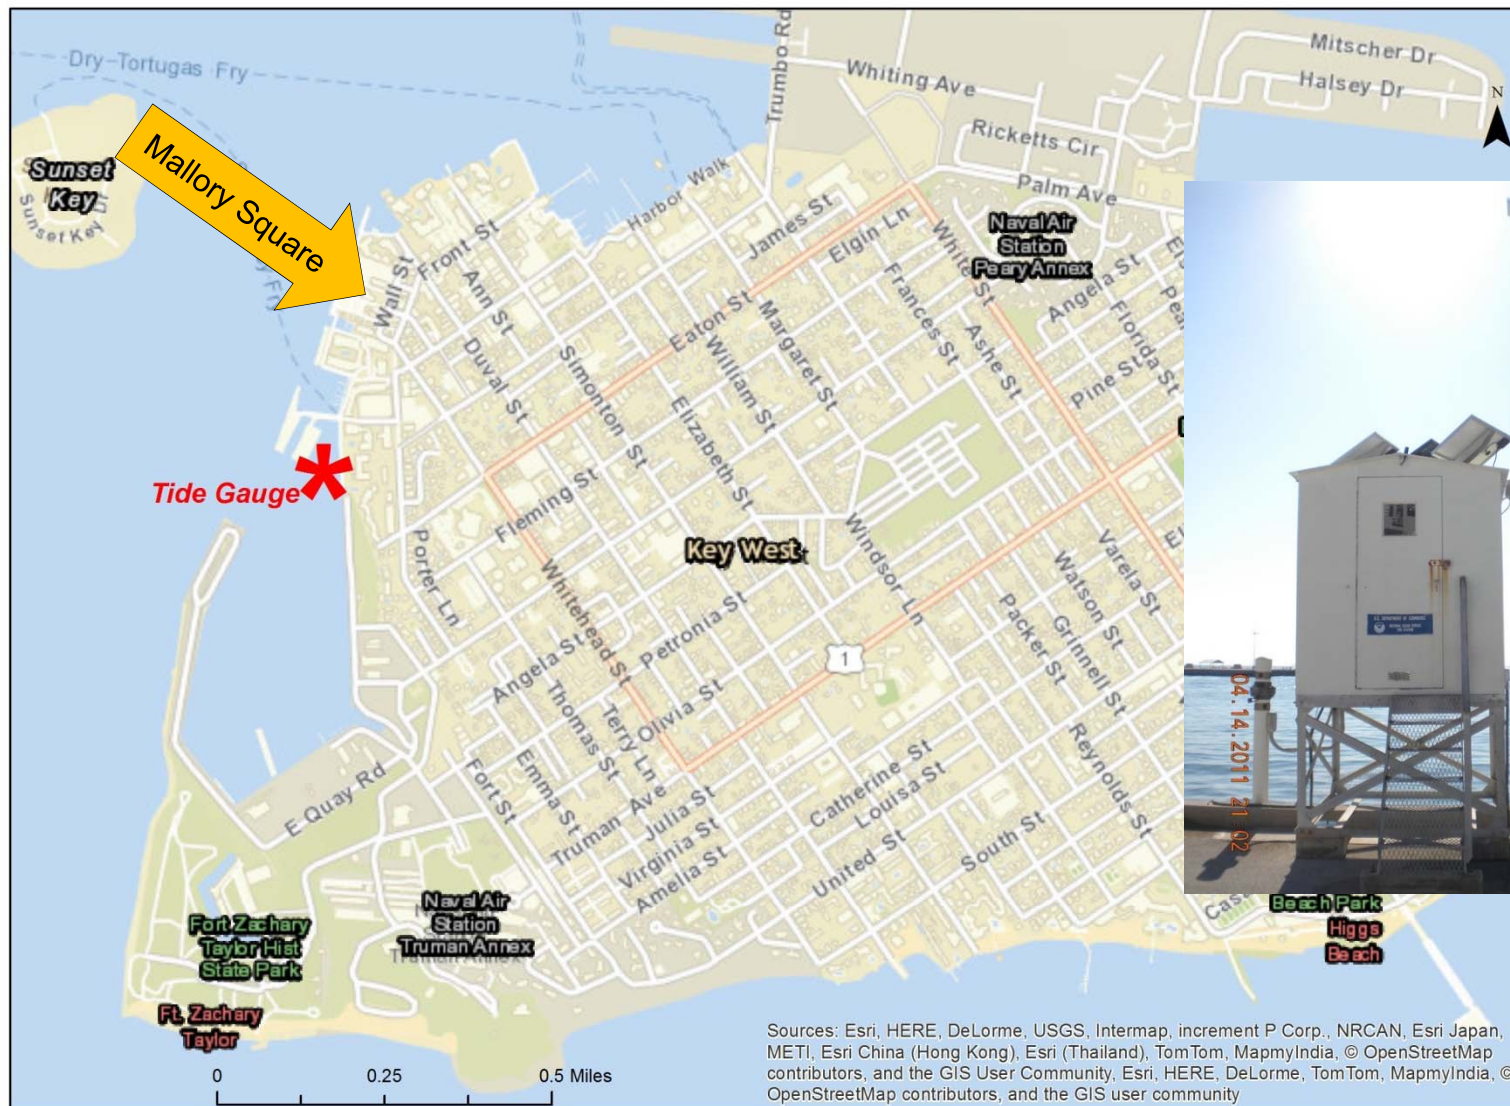 Dry-Tortugas Fry
Trumbo Rd
Whiting Ave
Mitscher Dr
Halsey Dr
N
Ricketts Cir
Palm Ave
Mallory Square
Sunset
Key
Sunset Key
Harbor Walk
James St
Elgin Ln
White St
Naval Air
Station
Peary Annex
Front St
Wall St
Ann St
Angela St
Frances St
Florida St
Eaton St
Margaret St
William St
Ashe St
Pine St
Duval St
Simonton St
Elizabeth St
Tide Gauge
Fleming St
Porter Ln
Key West
Windsor Ln
Varela St
Watson St
Whitehead St
Petronia St
Packer St
Grinnell St
1
Angela St
Thomas St
Terry Ln
Olivia St
Reynolds St
Emma St
Fort St
E Quay Rd
Truman Ave
Julia St
Virginia St
Amelia St
Catherine St
Louisa St
United St
South St
04.14.2011 21 02
Naval Air
Station
Truman Annex
Fort Zachary
Taylor Hist
State Park
Ft. Zachary
Taylor
Beach Park
Higgs
Beach
0 0.25 0.5 Miles
Sources: Esri, HERE, DeLorme, USGS, Intermap, increment P Corp., NRCAN, Esri Japan,
METI, Esri China (Hong Kong), Esri (Thailand), TomTom, MapmyIndia, © OpenStreetMap
contributors, and the GIS User Community, Esri, HERE, DeLorme, TomTom, MapmyIndia, ©
OpenStreetMap contributors, and the GIS user community